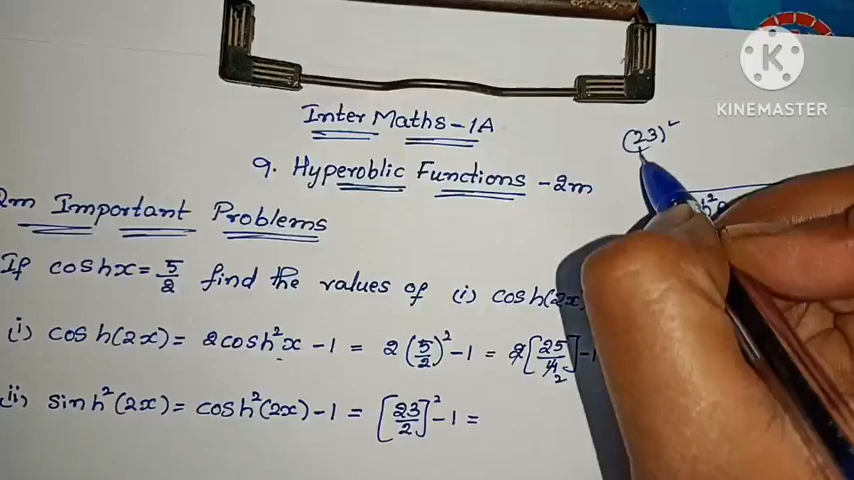 KINEMASTER
Inter Maths-1A
(23)²
9. Hyperoblic Functions -2m
2m Important Problems
If coshx = 5/2 find the values of (i) cosh(2x)
(i) cosh(2x) = 2cosh²x -1 = 2(5/2)² -1 = 2[25/4 2] -1
(ii) sinh²(2x) = cosh²(2x) -1 = [23/2]² -1 =